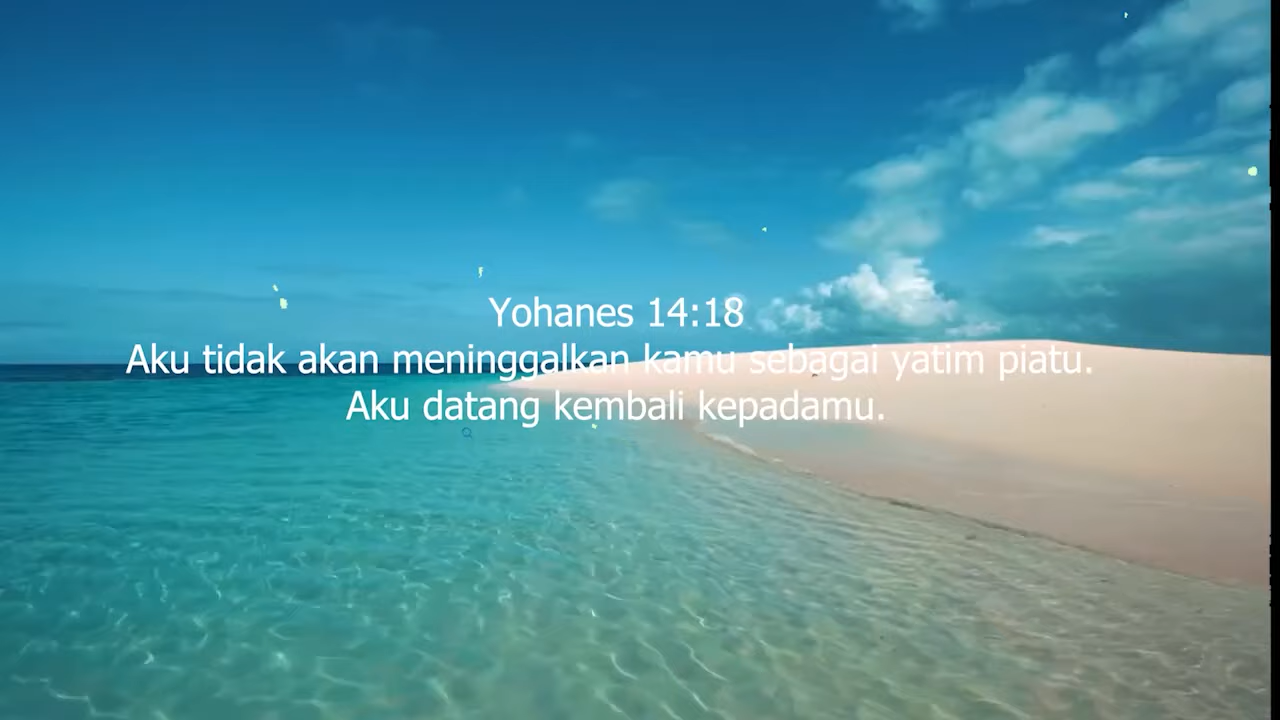 Yohanes 14:18
Aku tidak akan meninggalkan kamu sebagai yatim piatu.
Aku datang kembali kepadamu.